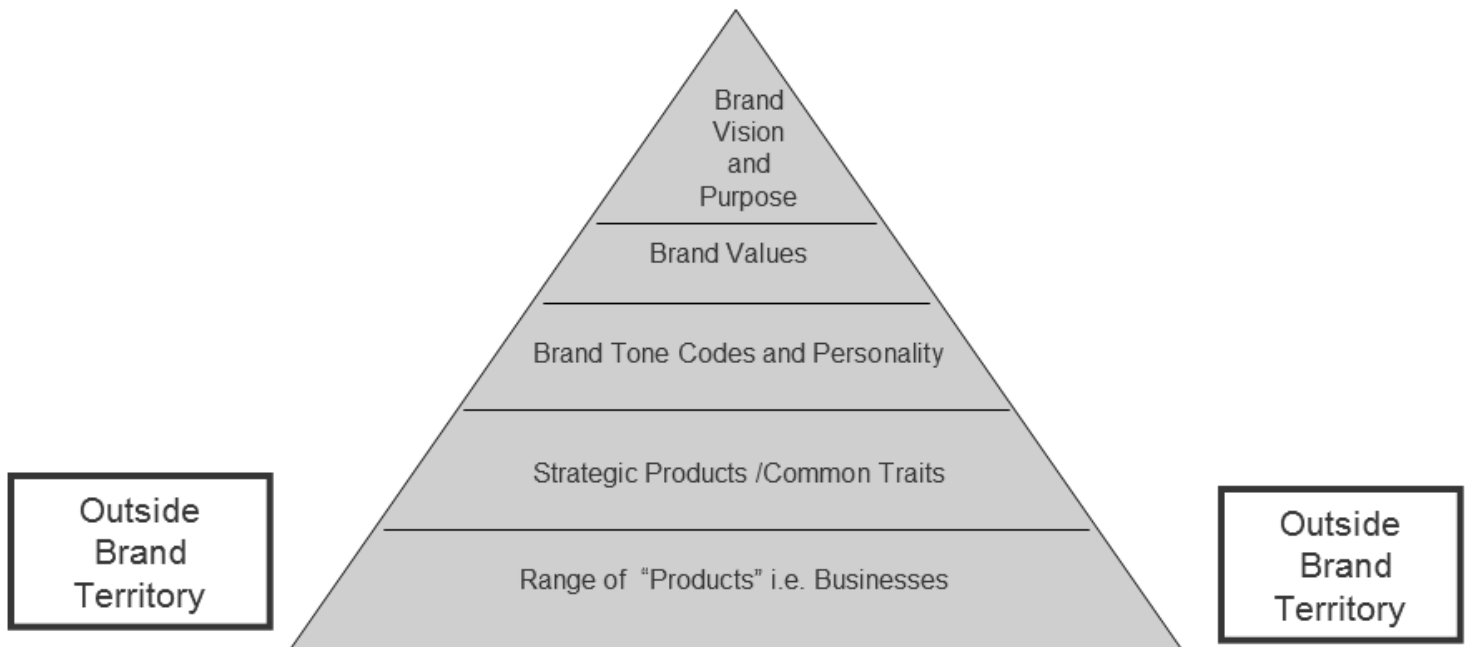 Brand
Vision
and
Purpose
Brand Values
Brand Tone Codes and Personality
Strategic Products /Common Traits
Range of “Products” i.e. Businesses
Outside
Brand
Territory
Outside
Brand
Territory